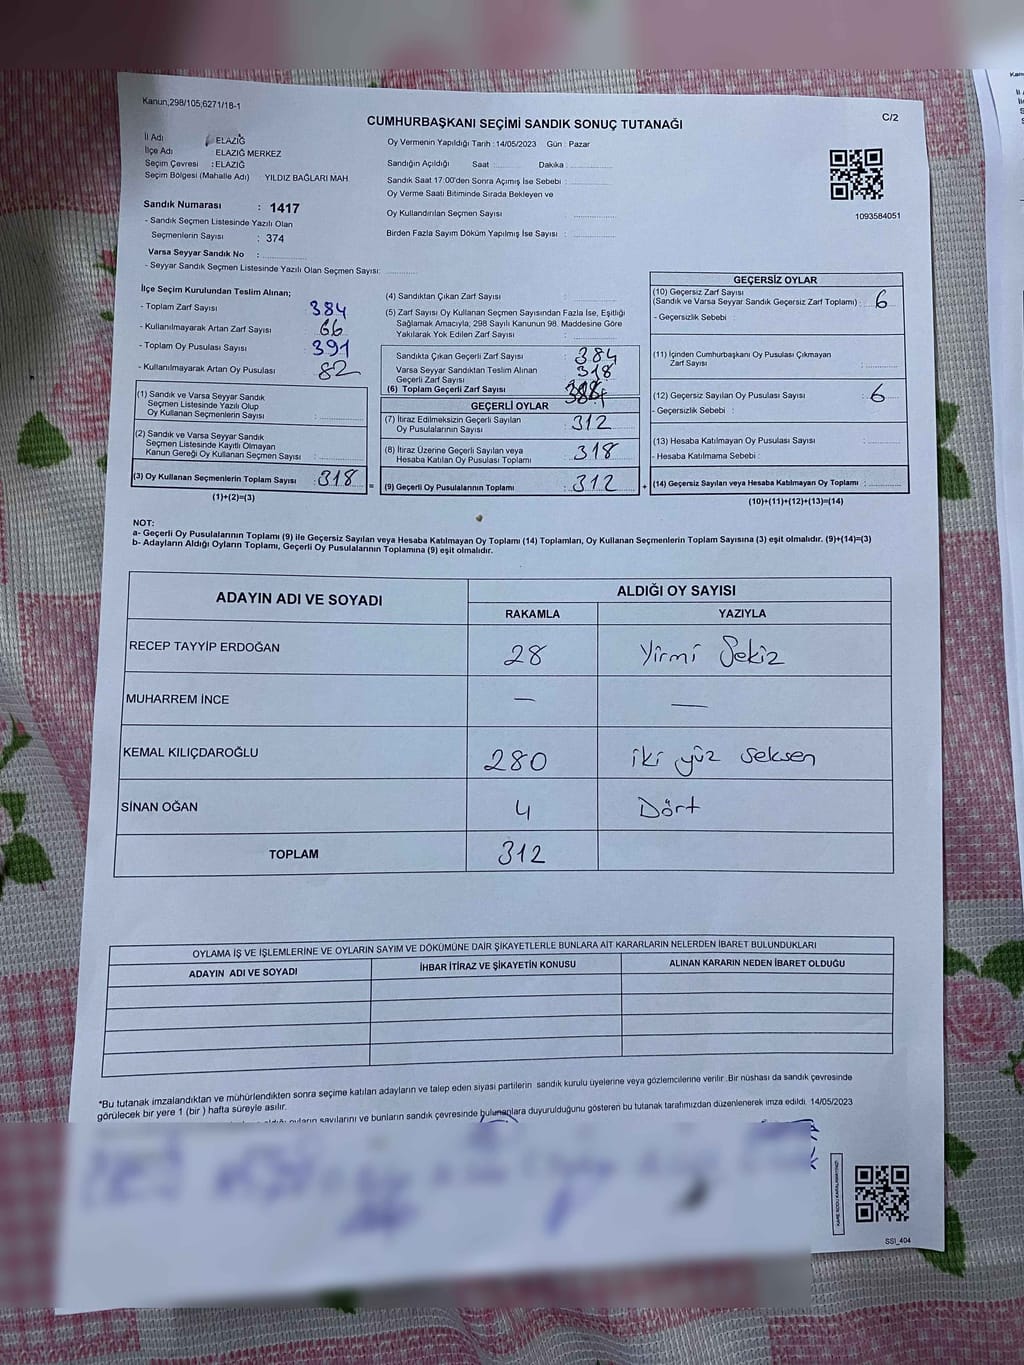 Kanun;298/105;6271/18-1
C/2
CUMHURBAŞKANI SEÇİMİ SANDIK SONUÇ TUTANAĞI
İl Adı : ELAZIĞ
İlçe Adı : ELAZIĞ MERKEZ
Seçim Çevresi : ELAZIĞ
Seçim Bölgesi (Mahalle Adı) YILDIZ BAĞLARI MAH.
Sandık Numarası : 1417
- Sandık Seçmen Listesinde Yazılı Olan
Seçmenlerin Sayısı : 374
Varsa Seyyar Sandık No :
- Seyyar Sandık Seçmen Listesinde Yazılı Olan Seçmen Sayısı:
Oy Vermenin Yapıldığı Tarih : 14/05/2023 Gün : Pazar
Sandığın Açıldığı Saat : Dakika :
Sandık Saat 17:00'den Sonra Açımış İse Sebebi :
Oy Verme Saati Bitiminde Sırada Bekleyen ve
Oy Kullandırılan Seçmen Sayısı :
Birden Fazla Sayım Döküm Yapılmış İse Sayısı :
1093584051
İlçe Seçim Kurulundan Teslim Alınan;
- Toplam Zarf Sayısı : 384
- Kullanılmayarak Artan Zarf Sayısı : 66
- Toplam Oy Pusulası Sayısı : 391
- Kullanılmayarak Artan Oy Pusulası : 82
(1) Sandık ve Varsa Seyyar Sandık
Seçmen Listesinde Yazılı Olup
Oy Kullanan Seçmenlerin Sayısı :
(2) Sandık ve Varsa Seyyar Sandık
Seçmen Listesinde Kayıtlı Olmayan
Kanun Gereği Oy Kullanan Seçmen Sayısı :
(3) Oy Kullanan Seçmenlerin Toplam Sayısı : 318 =
(1)+(2)=(3)
(4) Sandıktan Çıkan Zarf Sayısı :
(5) Zarf Sayısı Oy Kullanan Seçmen Sayısından Fazla İse, Eşitliği
Sağlamak Amacıyla, 298 Sayılı Kanunun 98. Maddesine Göre
Yakılarak Yok Edilen Zarf Sayısı :
Sandıkta Çıkan Geçerli Zarf Sayısı : 384
Varsa Seyyar Sandıktan Teslim Alınan
Geçerli Zarf Sayısı : 318
(6) Toplam Geçerli Zarf Sayısı :
GEÇERLİ OYLAR
(7) İtiraz Edilmeksizin Geçerli Sayılan
Oy Pusulalarının Sayısı : 312
(8) İtiraz Üzerine Geçerli Sayılan veya
Hesaba Katılan Oy Pusulası Toplamı : 318
(9) Geçerli Oy Pusulalarının Toplamı : 312 +
GEÇERSİZ OYLAR
(10) Geçersiz Zarf Sayısı
(Sandık ve Varsa Seyyar Sandık Geçersiz Zarf Toplamı) : 6
- Geçersizlik Sebebi :
(11) İçinden Cumhurbaşkanı Oy Pusulası Çıkmayan
Zarf Sayısı :
(12) Geçersiz Sayılan Oy Pusulası Sayısı : 6
- Geçersizlik Sebebi :
(13) Hesaba Katılmayan Oy Pusulası Sayısı :
- Hesaba Katılmama Sebebi :
(14) Geçersiz Sayılan veya Hesaba Katılmayan Oy Toplamı :
(10)+(11)+(12)+(13)=(14)
NOT:
a- Geçerli Oy Pusulalarının Toplamı (9) ile Geçersiz Sayılan veya Hesaba Katılmayan Oy Toplamı (14) Toplamları, Oy Kullanan Seçmenlerin Toplam Sayısına (3) eşit olmalıdır. (9)+(14)=(3)
b- Adayların Aldığı Oyların Toplamı, Geçerli Oy Pusulalarının Toplamına (9) eşit olmalıdır.
ADAYIN ADI VE SOYADI
ALDIĞI OY SAYISI
RAKAMLA YAZIYLA
RECEP TAYYİP ERDOĞAN 28 Yirmi Sekiz
MUHARREM İNCE — —
KEMAL KILIÇDAROĞLU 280 iki yüz seksen
SİNAN OĞAN 4 Dört
TOPLAM 312
OYLAMA İŞ VE İŞLEMLERİNE VE OYLARIN SAYIM VE DÖKÜMÜNE DAİR ŞİKAYETLERLE BUNLARA AİT KARARLARIN NELERDEN İBARET BULUNDUKLARI
ADAYIN ADI VE SOYADI İHBAR İTİRAZ VE ŞİKAYETİN KONUSU ALINAN KARARIN NEDEN İBARET OLDUĞU
*Bu tutanak imzalandıktan ve mühürlendikten sonra seçime katılan adayların ve talep eden siyasi partilerin sandık kurulu üyelerine veya gözlemcilerine verilir .Bir nüshası da sandık çevresinde
görülecek bir yere 1 (bir ) hafta süreyle asılır.
sayılarını ve bunların sandık çevresinde bulunanlara duyurulduğunu gösteren bu tutanak tarafımızdan düzenlenerek imza edildi. 14/05/2023
SSI_404